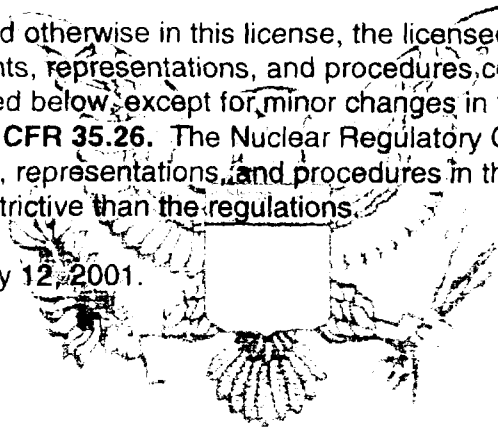 d otherwise in this license, the licensee
nts, representations, and procedures, co
ed below, except for minor changes in t
CFR 35.26. The Nuclear Regulatory C
, representations, and procedures in th
strictive than the regulations.
y 12, 2001.